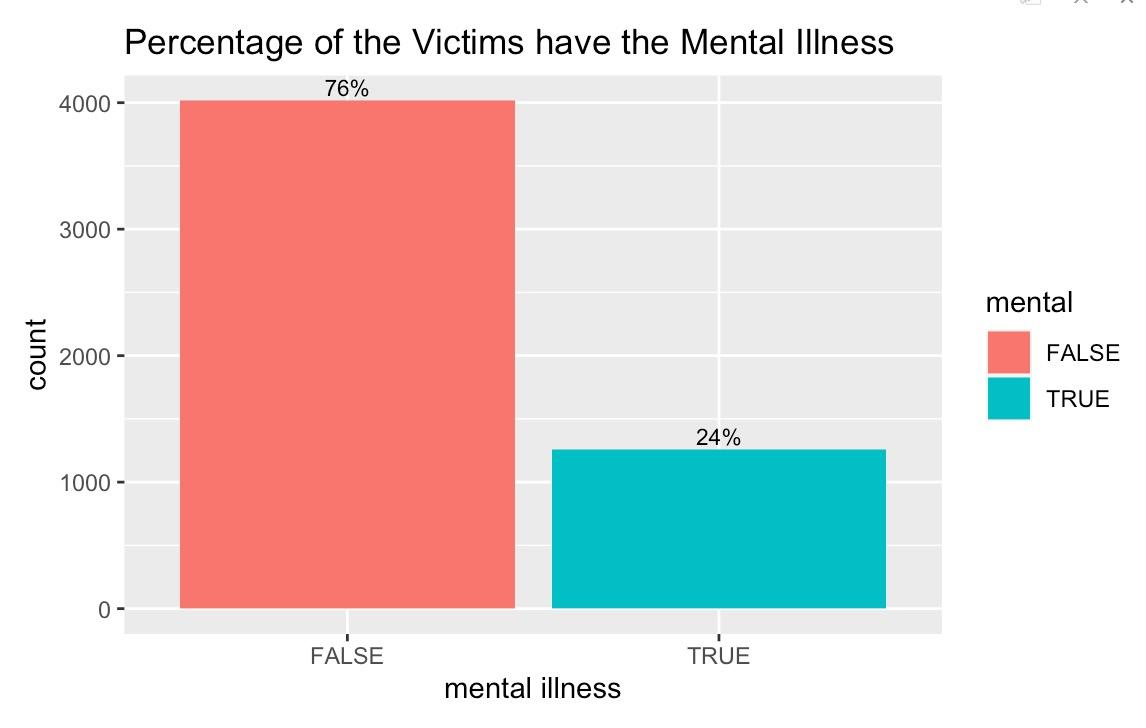 Percentage of the Victims have the Mental Illness
76%
4000
3000
count
2000
24%
1000
0
FALSE
TRUE
mental illness
mental
FALSE
TRUE